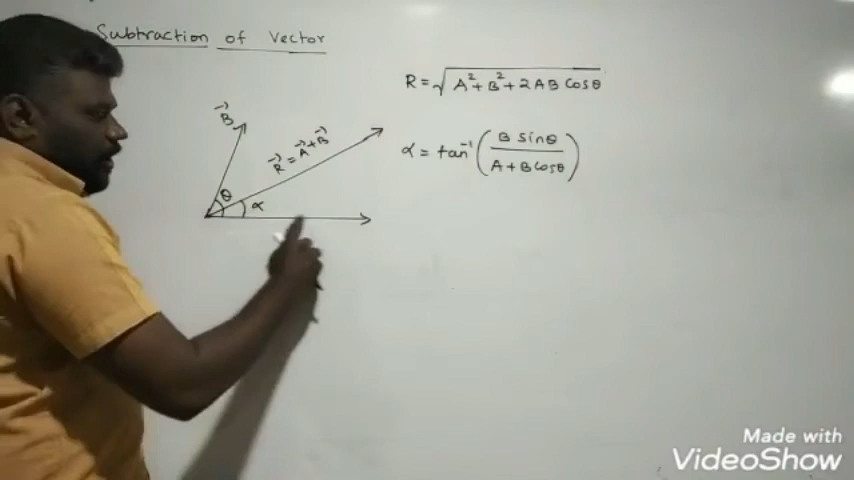 Subtraction of Vector
R = √A² + B² + 2AB Cosθ
B⃗
R⃗ = A⃗ + B⃗
θ
α
α = tan⁻¹ (B sinθ / A + B cosθ)
Made with
VideoShow